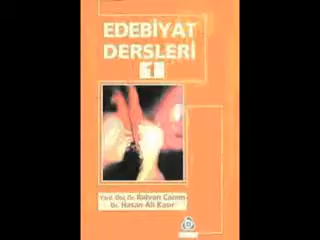 EDEBİYAT
DERSLERİ
1
Yard. Doç. Dr. Rıdvan Canım
Dr. Hasan Ali Kasır